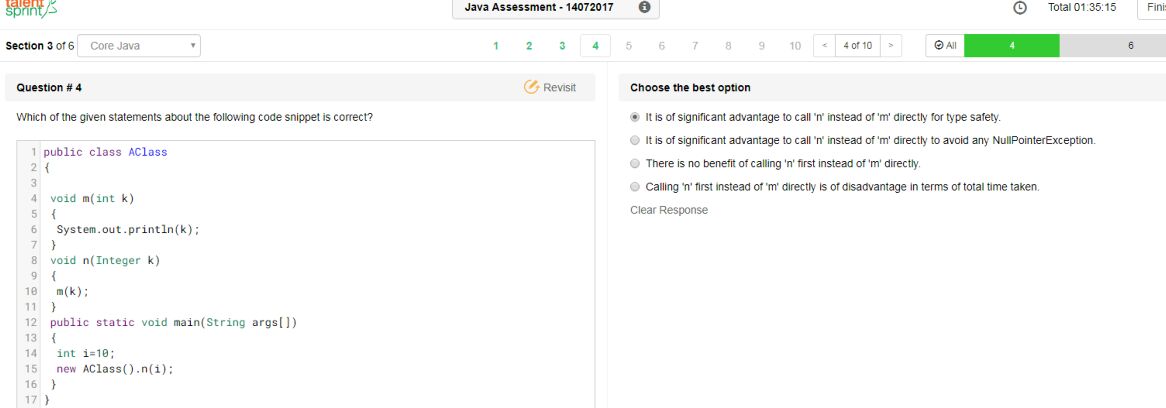 talent
sprint
Java Assessment - 14072017
Total 01:35:15
Section 3 of 6 Core Java
1 2 3 4 5 6 7 8 9 10 < 4 of 10 > All 4 6
Question # 4
Revisit
Which of the given statements about the following code snippet is correct?
1 public class AClass
2 {
3
4 void m(int k)
5 {
6 System.out.println(k);
7 }
8 void n(Integer k)
9 {
10 m(k);
11 }
12 public static void main(String args[])
13 {
14 int i=10;
15 new AClass().n(i);
16 }
17 }
Choose the best option
It is of significant advantage to call 'n' instead of 'm' directly for type safety.
It is of significant advantage to call 'n' instead of 'm' directly to avoid any NullPointerException.
There is no benefit of calling 'n' first instead of 'm' directly.
Calling 'n' first instead of 'm' directly is of disadvantage in terms of total time taken.
Clear Response